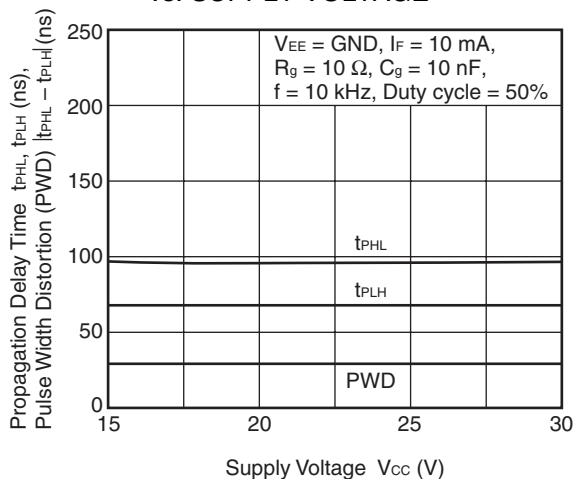 vs. SUPPLY VOLTAGE
Propagation Delay Time tPHL, tPLH (ns),
Pulse Width Distortion (PWD) |tPHL – tPLH| (ns)
250
200
150
100
50
0
VEE = GND, IF = 10 mA,
Rg = 10 Ω, Cg = 10 nF,
f = 10 kHz, Duty cycle = 50%
tPHL
tPLH
PWD
15
20
25
30
Supply Voltage VCC (V)